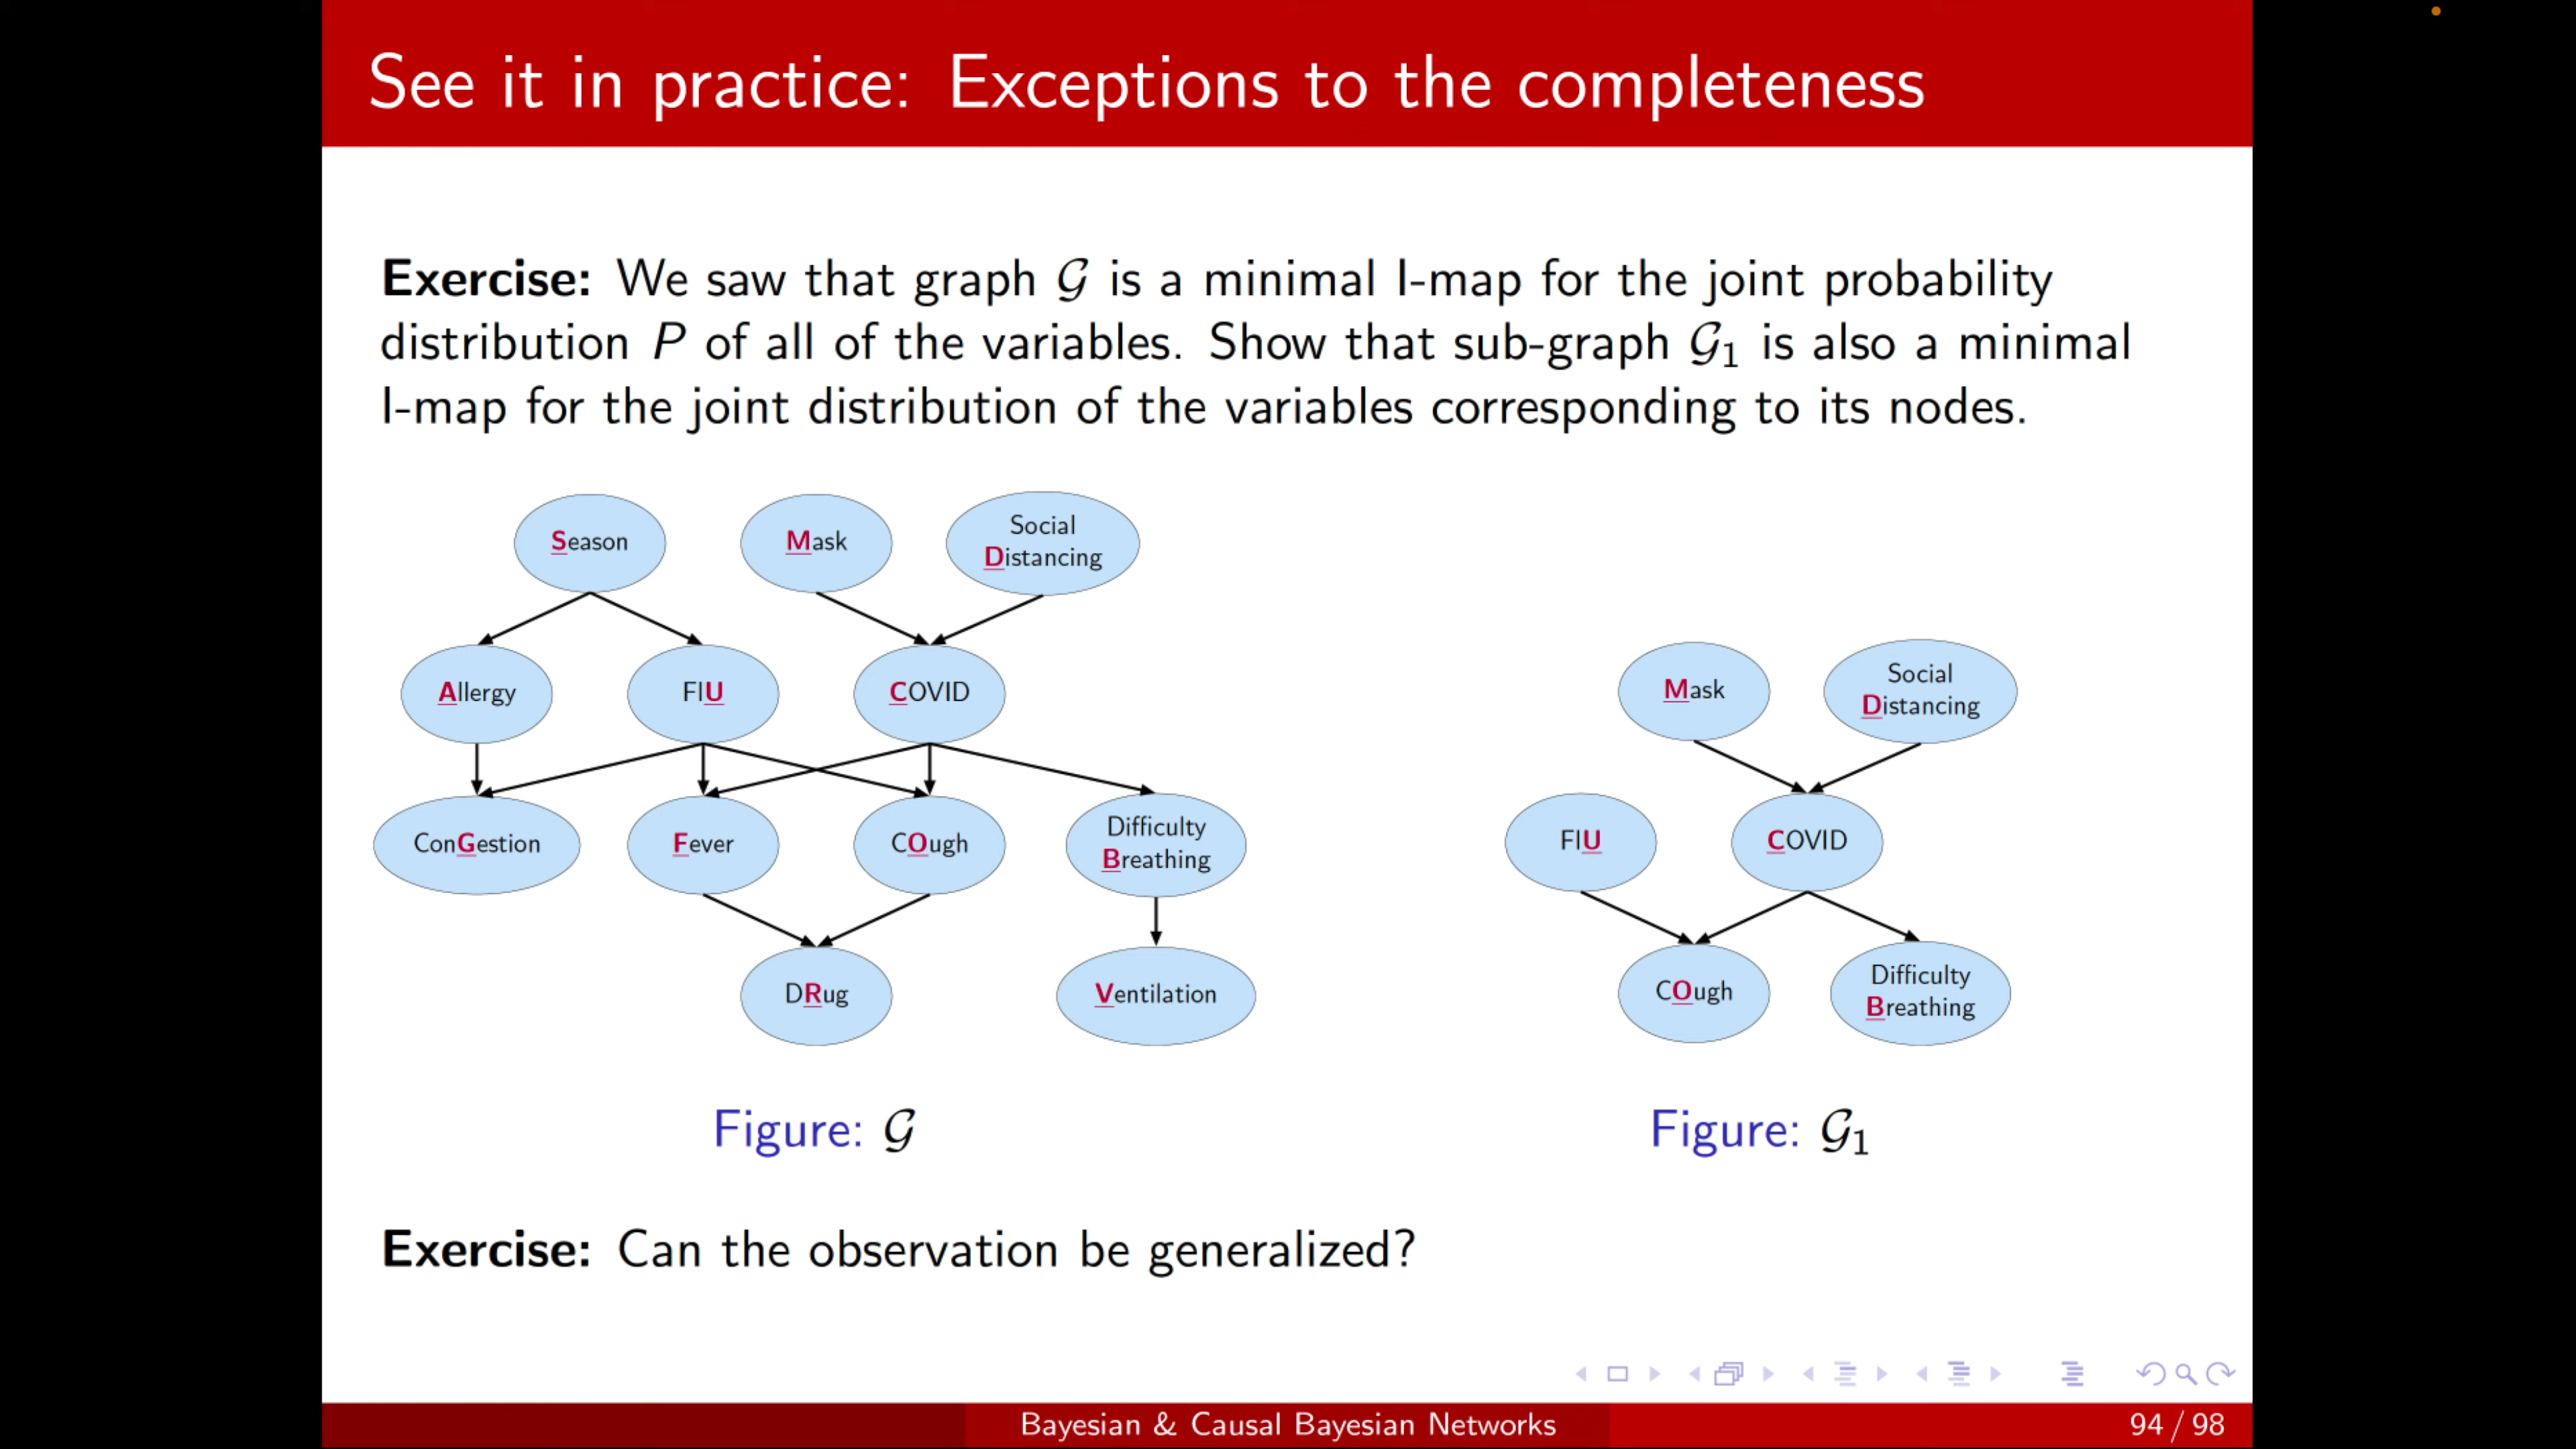 See it in practice: Exceptions to the completeness
Exercise: We saw that graph 𝒢 is a minimal I-map for the joint probability
distribution P of all of the variables. Show that sub-graph 𝒢₁ is also a minimal
I-map for the joint distribution of the variables corresponding to its nodes.
Season
Mask
Social
Distancing
Allergy
FlU
COVID
ConGestion
Fever
COugh
Difficulty
Breathing
DRug
Ventilation
Figure: 𝒢
Mask
Social
Distancing
FlU
COVID
COugh
Difficulty
Breathing
Figure: 𝒢₁
Exercise: Can the observation be generalized?
Bayesian & Causal Bayesian Networks
94 / 98